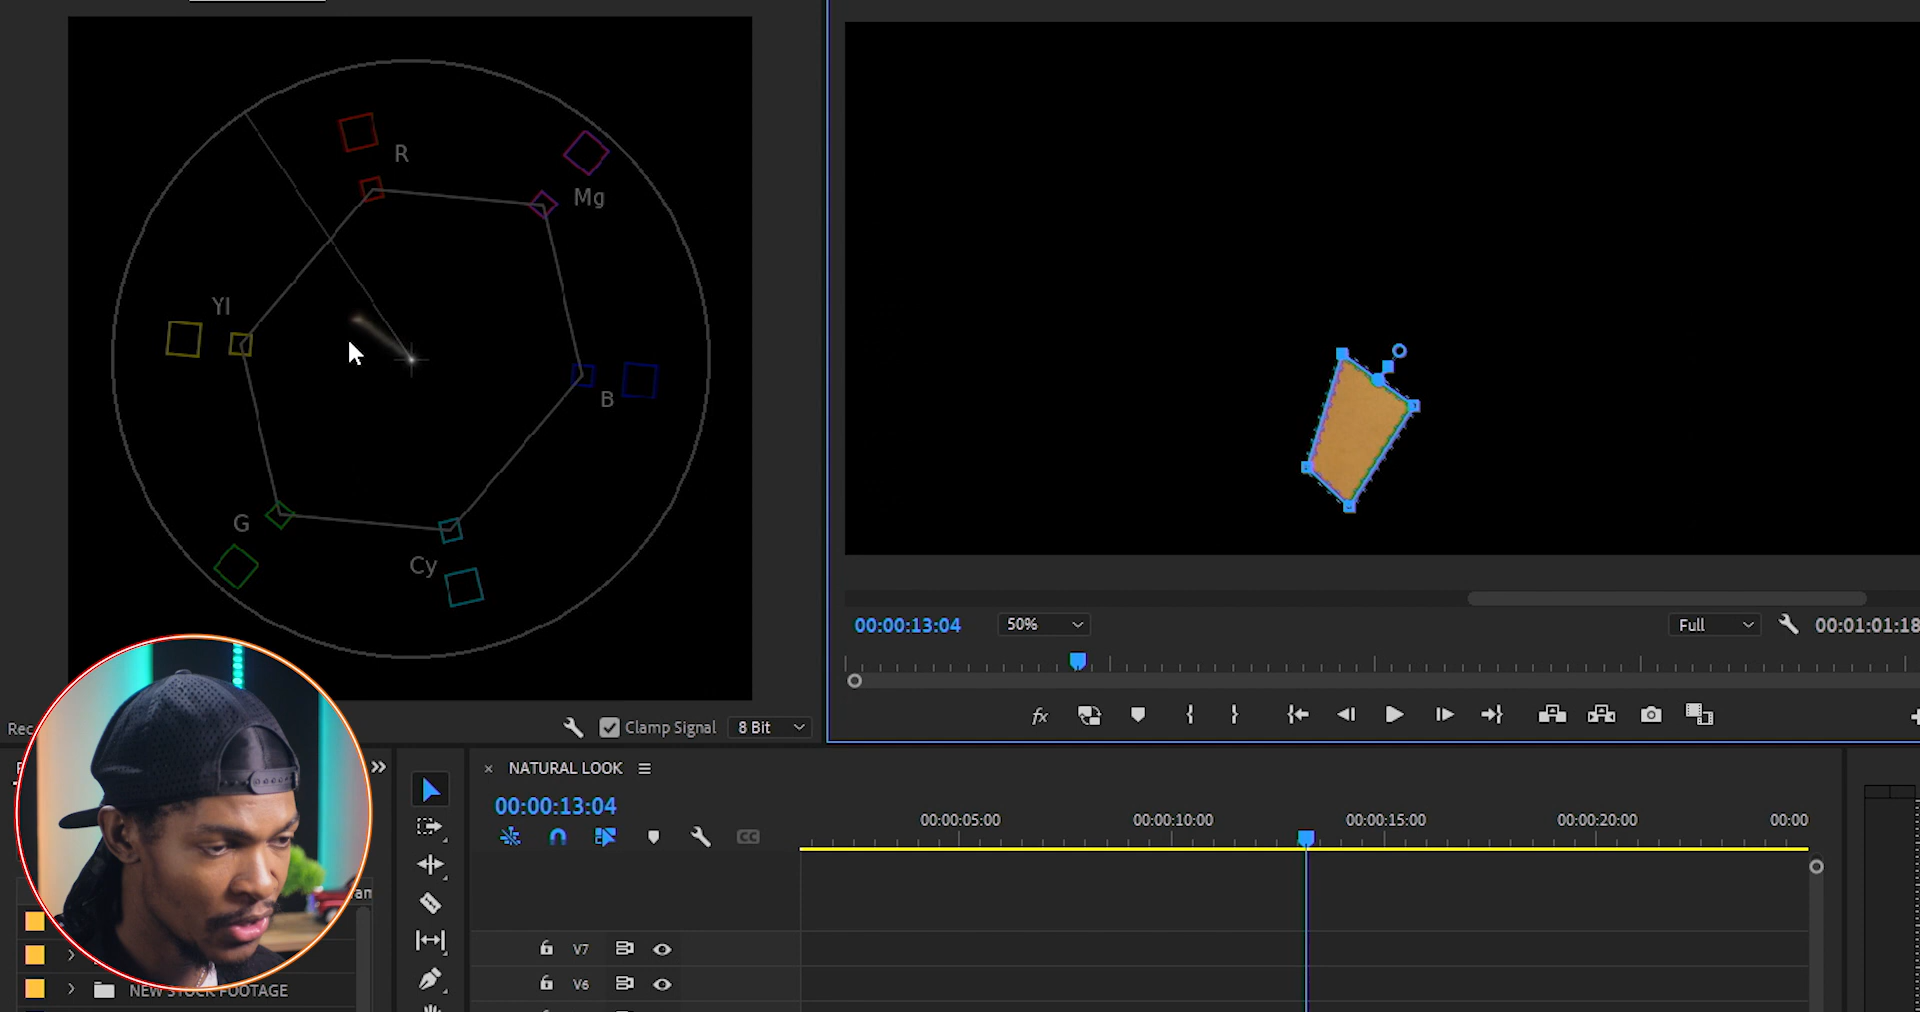 R
Mg
Yl
B
G
Cy
00:00:13:04
50%
Full
00:01:01:18
Rec
Clamp Signal
8 Bit
fx
NATURAL LOOK
00:00:13:04
00:00:05:00
00:00:10:00
00:00:15:00
00:00:20:00
00:00
CC
V7
V6
NEW STOCK FOOTAGE